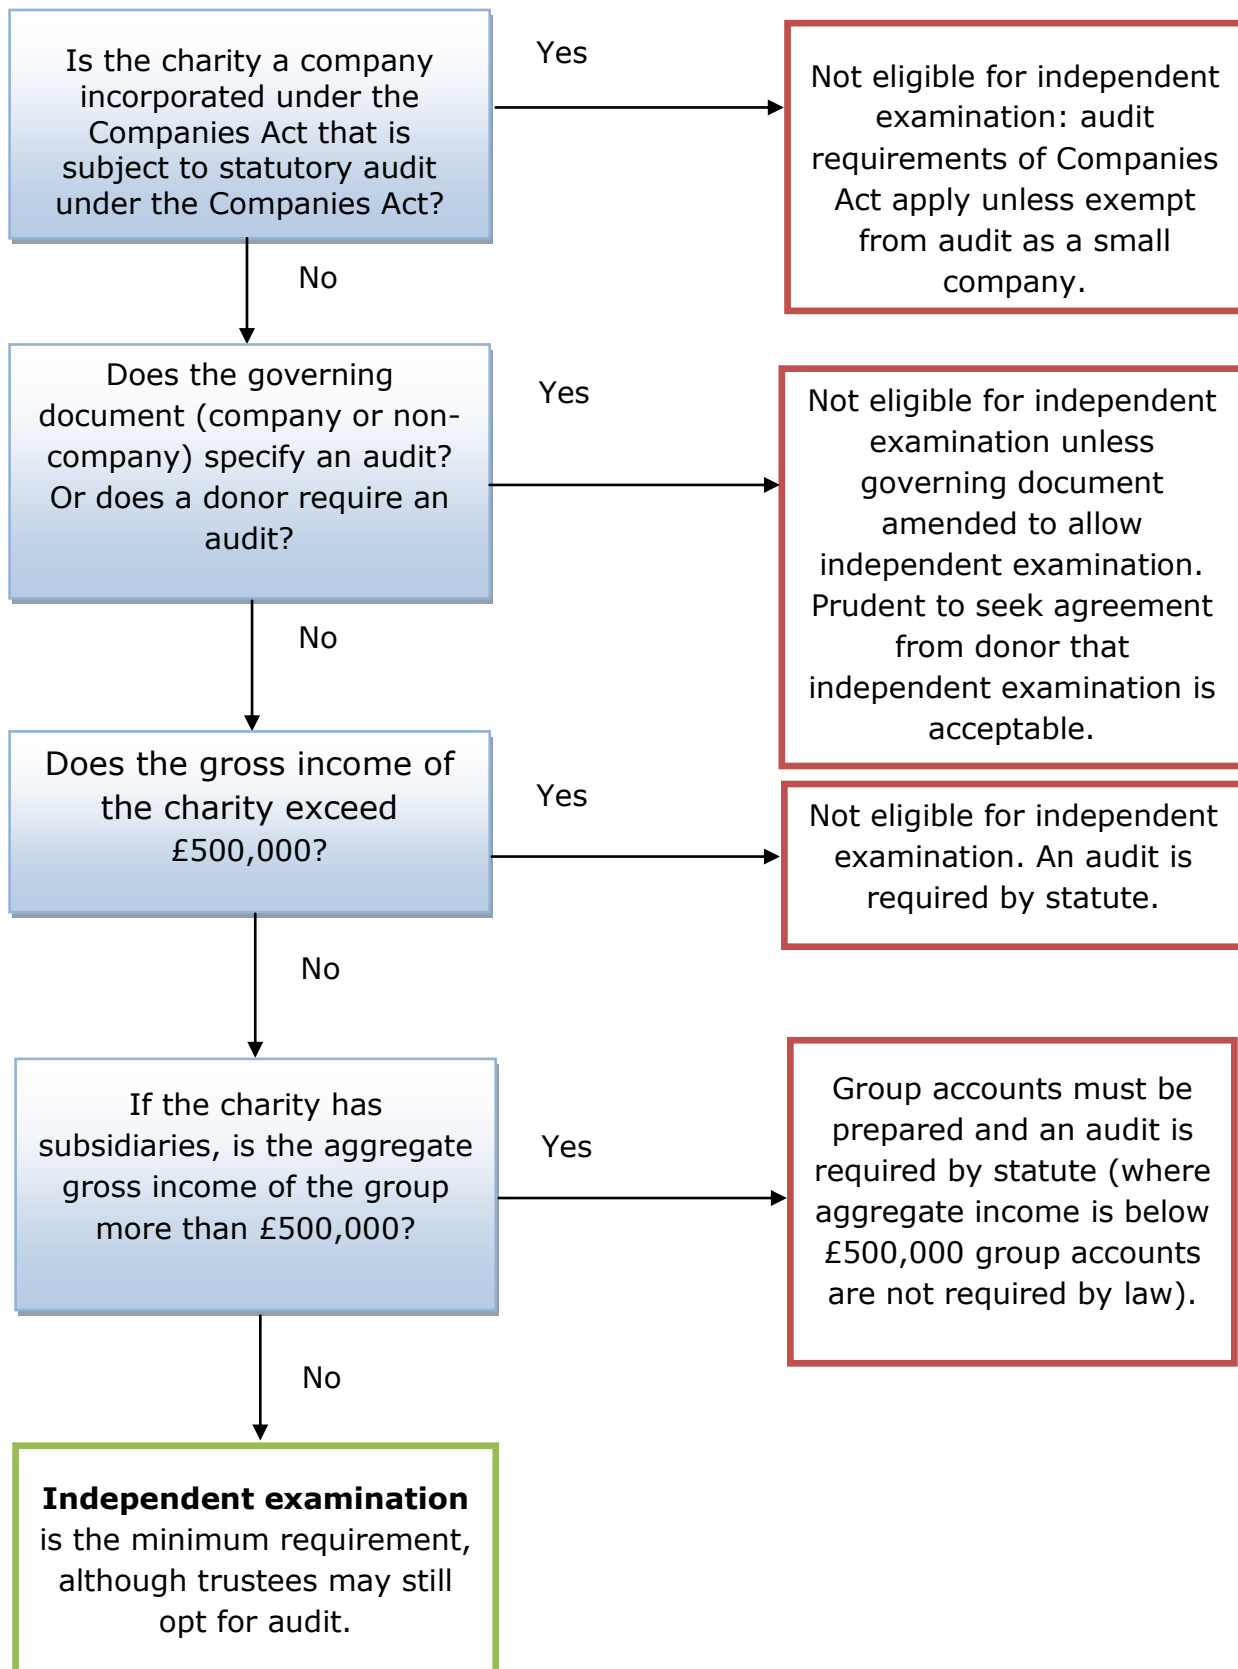 Is the charity a company
incorporated under the
Companies Act that is
subject to statutory audit
under the Companies Act?
Yes
Not eligible for independent
examination: audit
requirements of Companies
Act apply unless exempt
from audit as a small
company.
No
Does the governing
document (company or non-
company) specify an audit?
Or does a donor require an
audit?
Yes
Not eligible for independent
examination unless
governing document
amended to allow
independent examination.
Prudent to seek agreement
from donor that
independent examination is
acceptable.
No
Does the gross income of
the charity exceed
£500,000?
Yes
Not eligible for independent
examination. An audit is
required by statute.
No
If the charity has
subsidiaries, is the aggregate
gross income of the group
more than £500,000?
Yes
Group accounts must be
prepared and an audit is
required by statute (where
aggregate income is below
£500,000 group accounts
are not required by law).
No
Independent examination
is the minimum requirement,
although trustees may still
opt for audit.